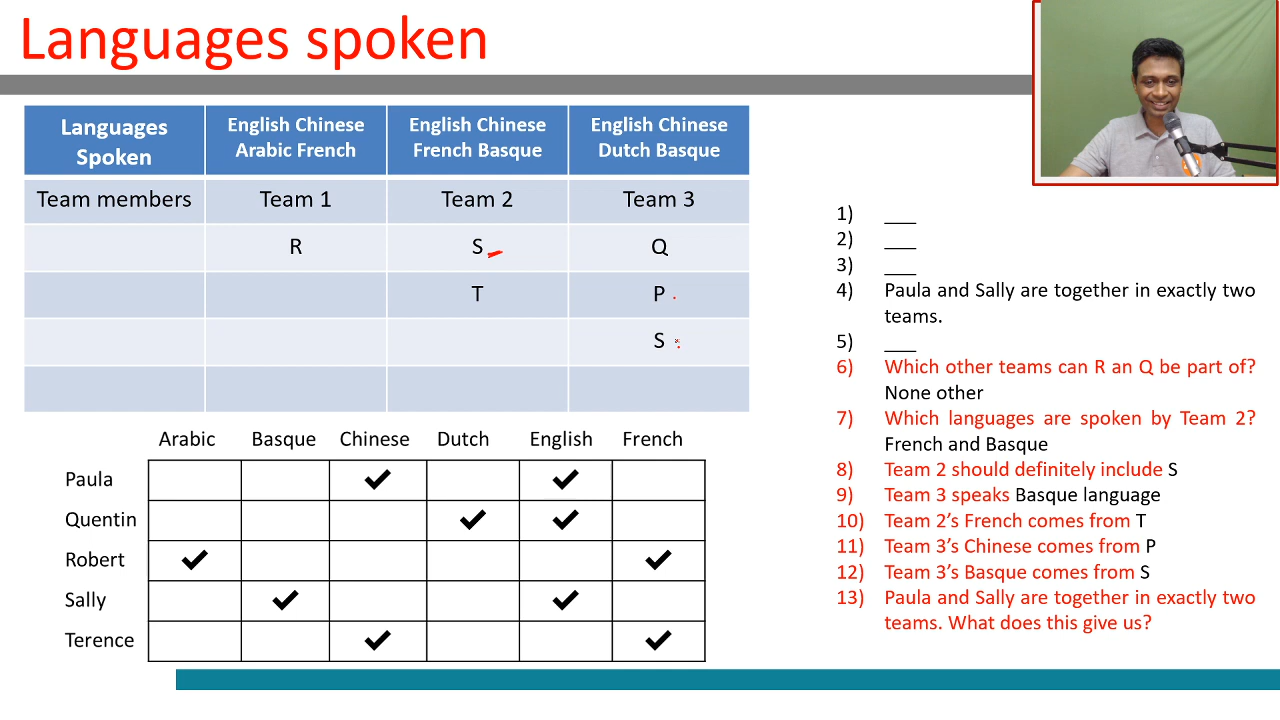 Languages spoken
Languages Spoken
English Chinese Arabic French
English Chinese French Basque
English Chinese Dutch Basque
Team members Team 1 Team 2 Team 3
R S Q
T P
S
Arabic Basque Chinese Dutch English French
Paula
Quentin
Robert
Sally
Terence
1) ___
2) ___
3) ___
4) Paula and Sally are together in exactly two
teams.
5) ___
6) Which other teams can R an Q be part of?
None other
7) Which languages are spoken by Team 2?
French and Basque
8) Team 2 should definitely include S
9) Team 3 speaks Basque language
10) Team 2's French comes from T
11) Team 3's Chinese comes from P
12) Team 3's Basque comes from S
13) Paula and Sally are together in exactly two
teams. What does this give us?